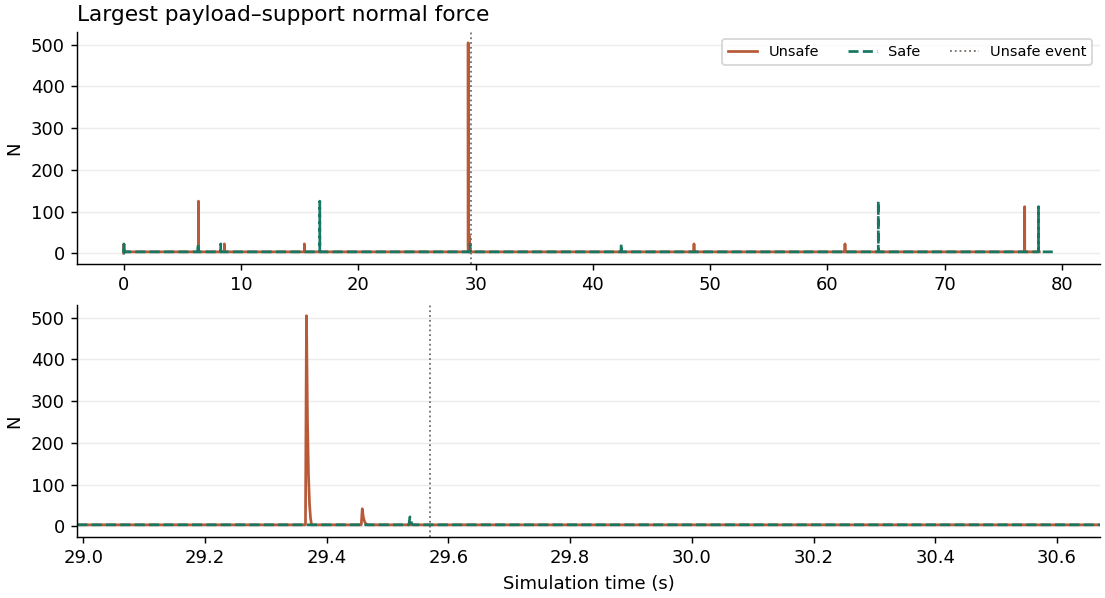 Largest payload–support normal force
Unsafe
Safe
Unsafe event
500
400
300
200
100
0
N
0 10 20 30 40 50 60 70 80
500
400
300
200
100
0
N
29.0 29.2 29.4 29.6 29.8 30.0 30.2 30.4 30.6
Simulation time (s)